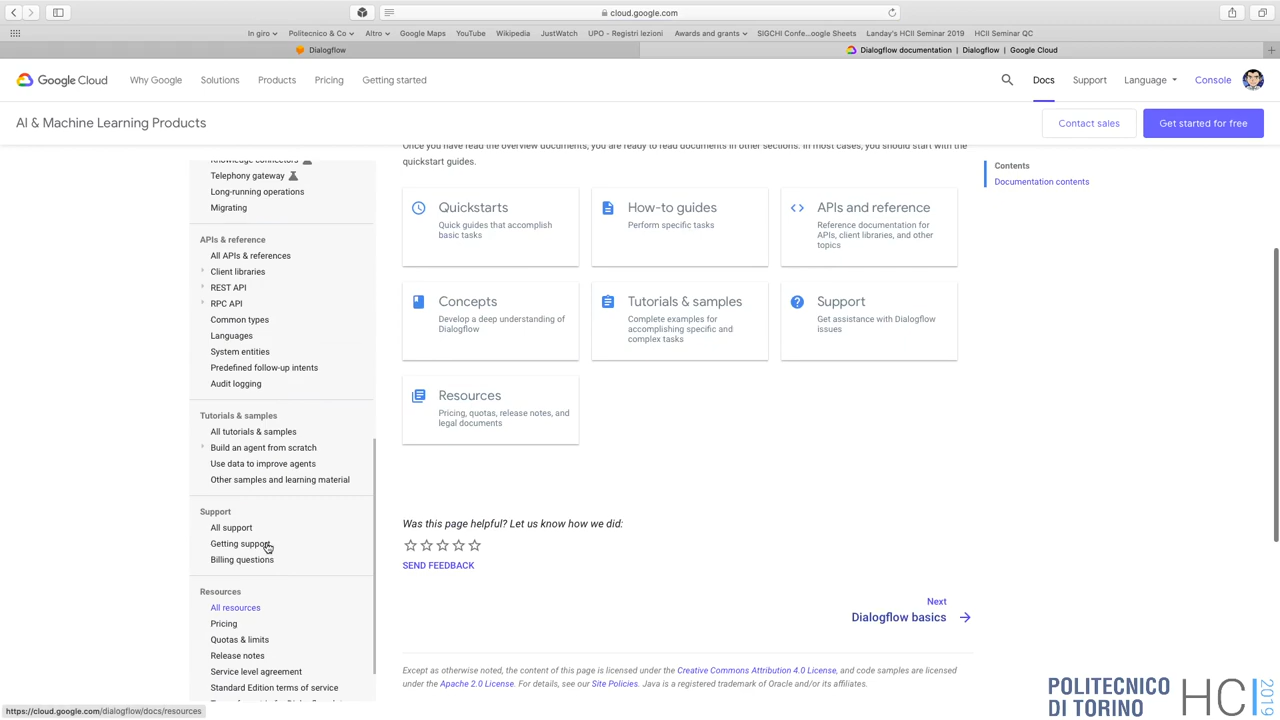 cloud.google.com
In giro
Politecnico & Co
Altro
Google Maps
YouTube
Wikipedia
JustWatch
UPO - Registri lezioni
Awards and grants
SIGCHI Confe...oogle Sheets
Landay's HCII Seminar 2019
HCII Seminar QC
Dialogflow
Dialogflow documentation | Dialogflow | Google Cloud
Google Cloud
Why Google
Solutions
Products
Pricing
Getting started
Docs
Support
Language
Console
AI & Machine Learning Products
Contact sales
Get started for free
Knowledge connectors
Telephony gateway
Long-running operations
Migrating
APIs & reference
All APIs & reference
Client libraries
REST API
RPC API
Common types
Languages
System entities
Predefined follow-up intents
Audit logging
Tutorials & samples
All tutorials & samples
Build an agent from scratch
Use data to improve agents
Other samples and learning material
Support
All support
Getting support
Billing questions
Resources
All resources
Pricing
Quotas & limits
Release notes
Service level agreement
Standard Edition terms of service
https://cloud.google.com/dialogflow/docs/resources
Once you have read the overview documents, you are ready to read documents in other sections. In most cases, you should start with the
quickstart guides.
Quickstarts
Quick guides that accomplish
basic tasks
How-to guides
Perform specific tasks
APIs and reference
Reference documentation for
APIs, client libraries, and other
topics
Concepts
Develop a deep understanding of
Dialogflow
Tutorials & samples
Complete examples for
accomplishing specific and
complex tasks
Support
Get assistance with Dialogflow
issues
Resources
Pricing, quotas, release notes, and
legal documents
Was this page helpful? Let us know how we did:
SEND FEEDBACK
Next
Dialogflow basics
Except as otherwise noted, the content of this page is licensed under the Creative Commons Attribution 4.0 License, and code samples are licensed
under the Apache 2.0 License. For details, see our Site Policies. Java is a registered trademark of Oracle and/or its affiliates.
Contents
Documentation contents
POLITECNICO
DI TORINO
HCI
2019